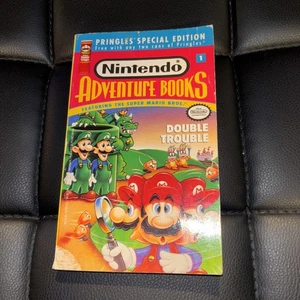 PRINGLES SPECIAL EDITION
Free with any two cans of Pringles
1
Nintendo
ADVENTURE BOOKS
FEATURING THE SUPER MARIO BROS.
DOUBLE
TROUBLE